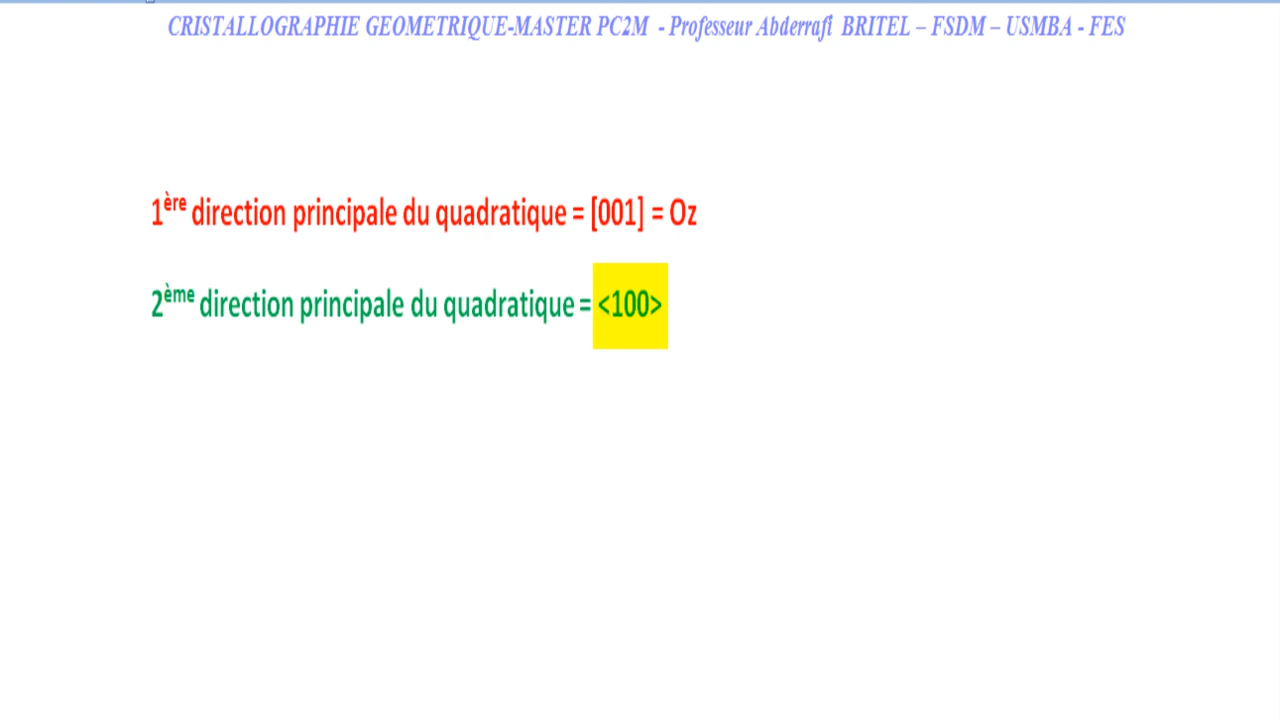 CRISTALLOGRAPHIE GEOMETRIQUE-MASTER PC2M - Professeur Abderrafi BRITEL – FSDM – USMBA - FES
1ère direction principale du quadratique = [001] = Oz
2ème direction principale du quadratique = <100>